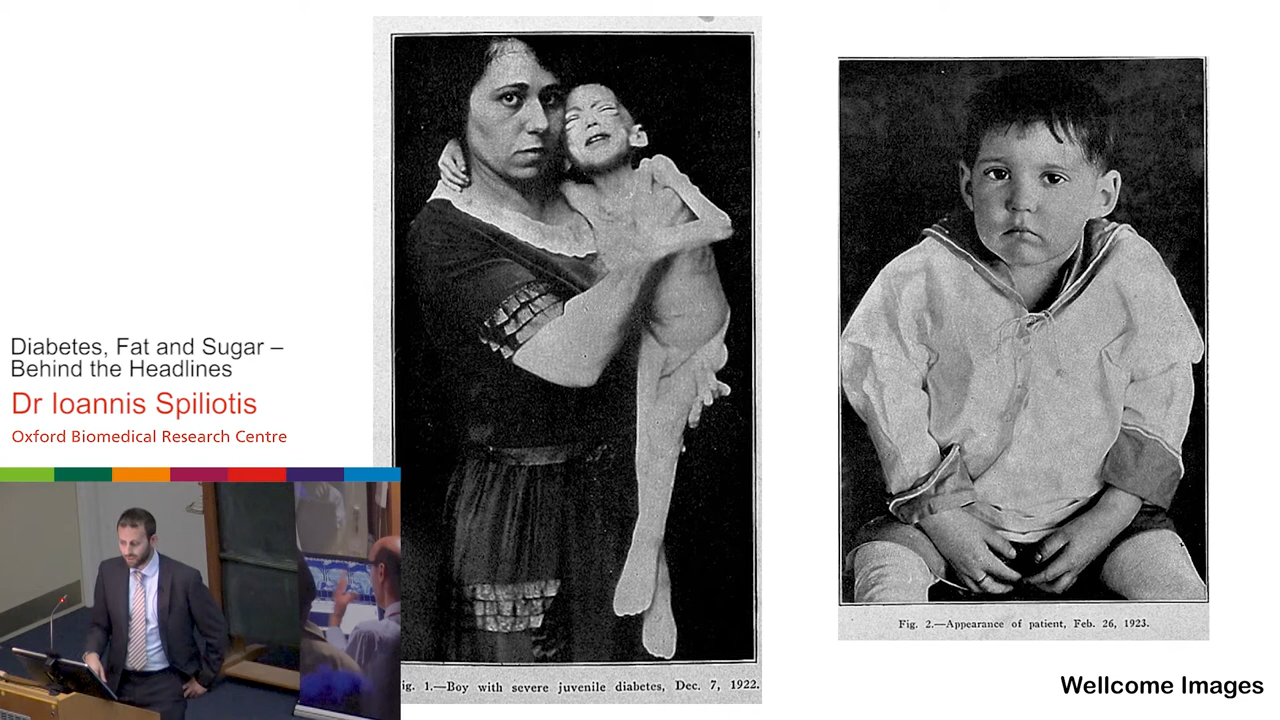 Diabetes, Fat and Sugar –
Behind the Headlines
Dr Ioannis Spiliotis
Oxford Biomedical Research Centre
ig. 1.—Boy with severe juvenile diabetes, Dec. 7, 1922.
Fig. 2.—Appearance of patient, Feb. 26, 1923.
Wellcome Images